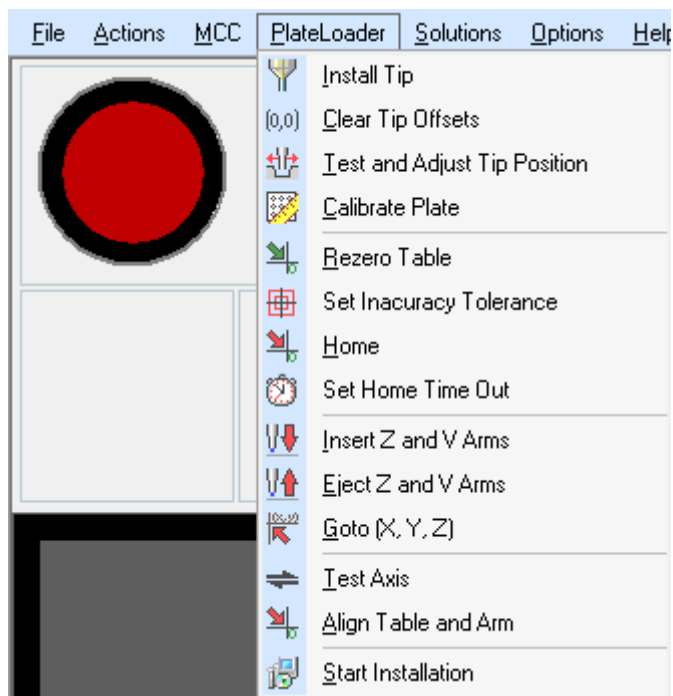 File Actions MCC PlateLoader Solutions Options Help
Install Tip
(0,0) Clear Tip Offsets
Test and Adjust Tip Position
Calibrate Plate
Rezero Table
Set Inacuracy Tolerance
Home
Set Home Time Out
Insert Z and V Arms
Eject Z and V Arms
Goto (X, Y, Z)
Test Axis
Align Table and Arm
Start Installation